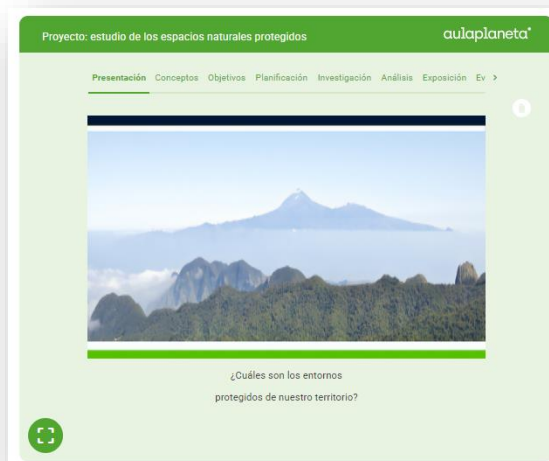 Proyecto: estudio de los espacios naturales protegidos
aulaplaneta
Presentación Conceptos Objetivos Planificación Investigación Análisis Exposición Ev
¿Cuáles son los entornos
protegidos de nuestro territorio?